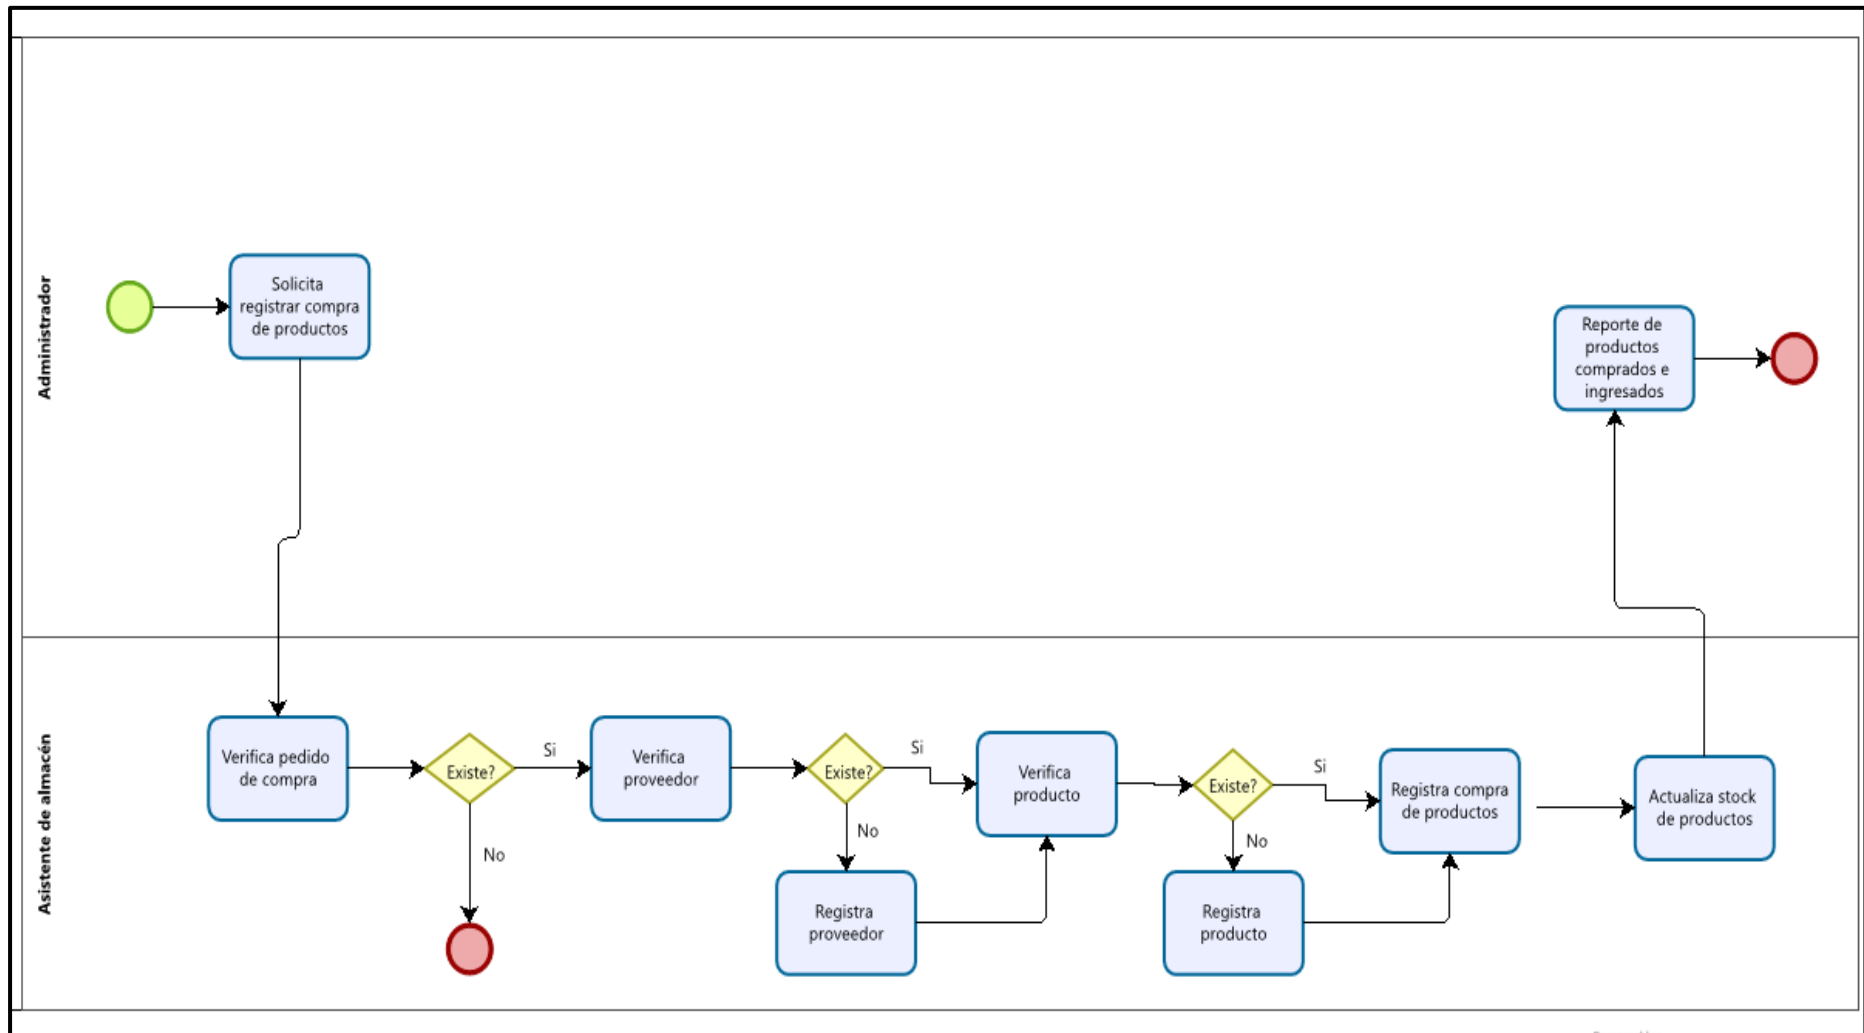 Administrador
Solicita
registrar compra
de productos
Reporte de
productos
comprados e
ingresados
Asistente de almacén
Verifica pedido
de compra
Existe?
Si
No
Verifica
proveedor
Existe?
Si
No
Registra
proveedor
Verifica
producto
Existe?
Si
No
Registra
producto
Registra compra
de productos
Actualiza stock
de productos